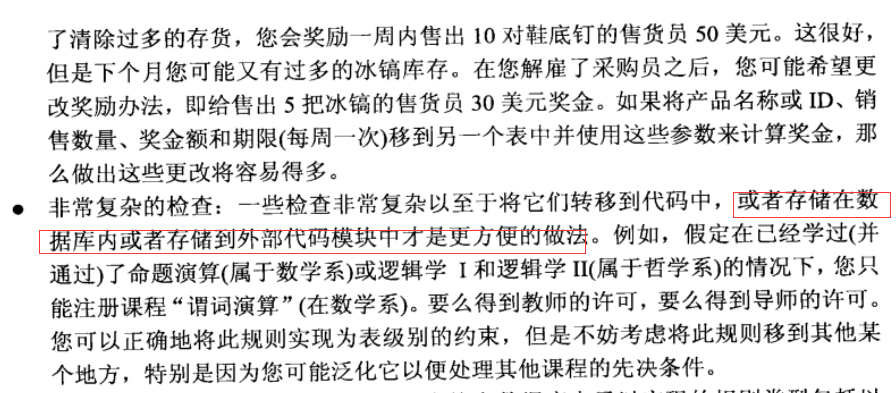 了清除过多的存货，您会奖励一周内售出 10 对鞋底钉的售货员 50 美元。这很好，
但是下个月您可能又有过多的冰镐库存。在您解雇了采购员之后，您可能希望更
改奖励办法，即给售出 5 把冰镐的售货员 30 美元奖金。如果将产品名称或 ID、销
售数量、奖金额和期限(每周一次)移到另一个表中并使用这些参数来计算奖金，那
么做出这些更改将容易得多。
● 非常复杂的检查：一些检查非常复杂以至于将它们转移到代码中，或者存储在数
据库内或者存储到外部代码模块中才是更方便的做法。例如，假定在已经学过(并
通过)了命题演算(属于数学系)或逻辑学 I 和逻辑学 II(属于哲学系)的情况下，您只
能注册课程“谓词演算”(在数学系)。要么得到教师的许可，要么得到导师的许可。
您可以正确地将此规则实现为表级别的约束，但是不妨考虑将此规则移到其他某
个地方，特别是因为您可能泛化它以便处理其他课程的先决条件。